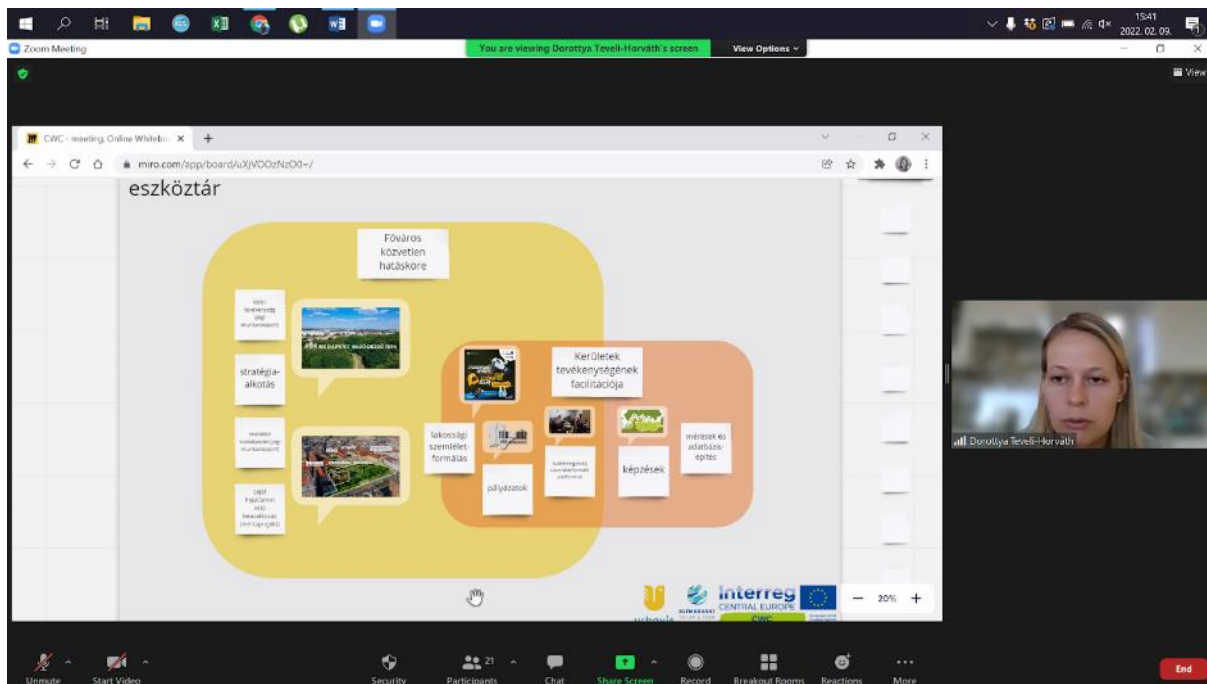 15:41
2022. 02. 09.
Zoom Meeting
You are viewing Dorottya Teveli-Horváth's screen
View Options
View
CWC - meeting, Online Whitebo
miro.com/app/board/uXjVOOzNzO0=/
eszköztár
Főváros
közvetlen
hatásköre
stratégia-
alkotás
Kerületek
tevékenységének
facilitációja
lakossági
szemlélet-
formálás
pályázatok
képzések
mérések és
adatbázis-
építés
Dorottya Teveli-Horváth
Interreg
CENTRAL EUROPE
CWC
20%
Unmute
Start Video
Security
Participants
21
Chat
Share Screen
Record
Breakout Rooms
Reactions
More
End